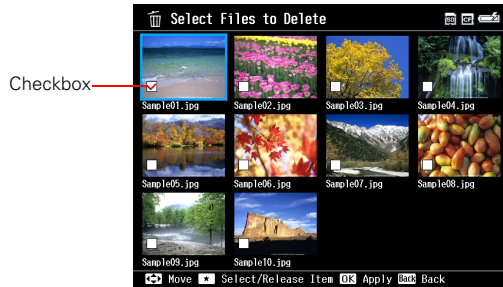 Select Files to Delete SD CF
Checkbox
Sample01.jpg Sample02.jpg Sample03.jpg Sample04.jpg
Sample05.jpg Sample06.jpg Sample07.jpg Sample08.jpg
Sample09.jpg Sample10.jpg
Move Select/Release Item OK Apply Back Back